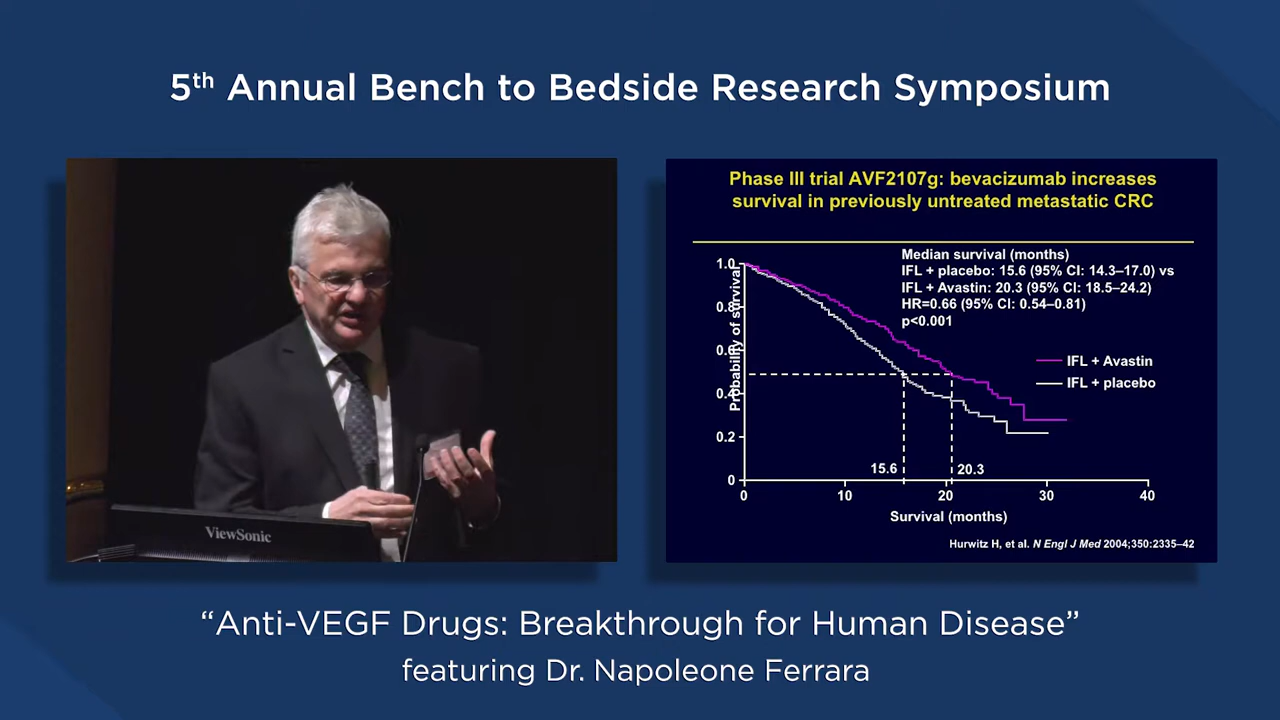 5th Annual Bench to Bedside Research Symposium
ViewSonic
Phase III trial AVF2107g: bevacizumab increases
survival in previously untreated metastatic CRC
Median survival (months)
IFL + placebo: 15.6 (95% CI: 14.3–17.0) vs
IFL + Avastin: 20.3 (95% CI: 18.5–24.2)
HR=0.66 (95% CI: 0.54–0.81)
p<0.001
Probability of survival
1.0
0.8
0.6
0.4
0.2
0
IFL + Avastin
IFL + placebo
15.6
20.3
0 10 20 30 40
Survival (months)
Hurwitz H, et al. N Engl J Med 2004;350:2335–42
“Anti-VEGF Drugs: Breakthrough for Human Disease”
featuring Dr. Napoleone Ferrara